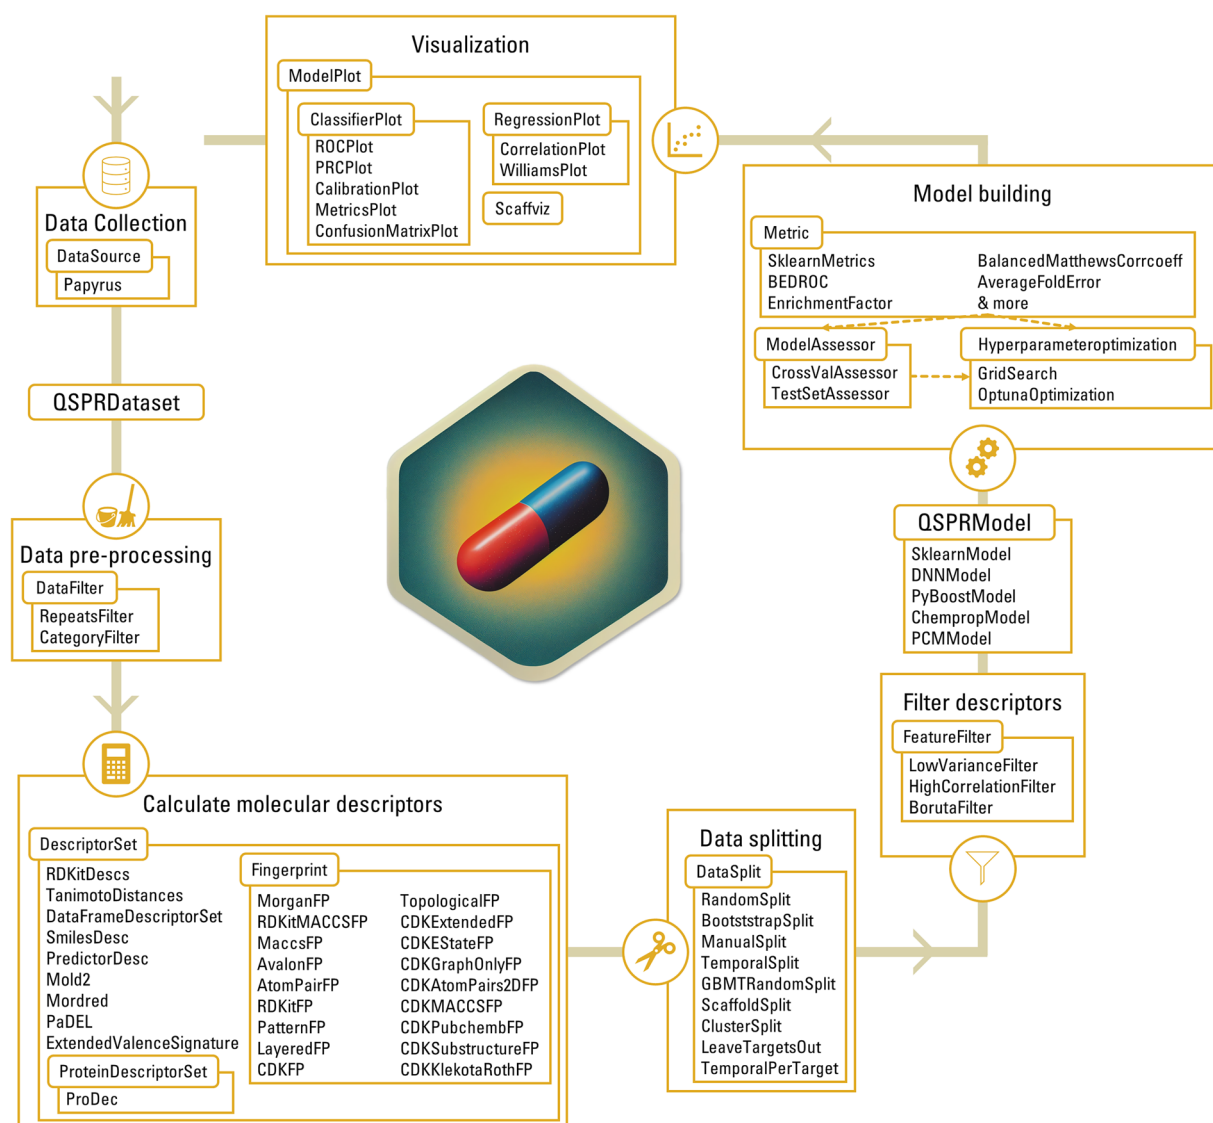 Visualization
ModelPlot
ClassifierPlot
ROCPlot
PRCPlot
CalibrationPlot
MetricsPlot
ConfusionMatrixPlot
RegressionPlot
CorrelationPlot
WilliamsPlot
Scaffviz
Data Collection
DataSource
Papyrus
QSPRDataset
Data pre-processing
DataFilter
RepeatsFilter
CategoryFilter
Calculate molecular descriptors
DescriptorSet
RDKitDescs
TanimotoDistances
DataFrameDescriptorSet
SmilesDesc
PredictorDesc
Mold2
Mordred
PaDEL
ExtendedValenceSignature
ProteinDescriptorSet
ProDec
Fingerprint
MorganFP
RDKitMACCSFP
MaccsFP
AvalonFP
AtomPairFP
RDKitFP
PatternFP
LayeredFP
CDKFP
TopologicalFP
CDKExtendedFP
CDKEStateFP
CDKGraphOnlyFP
CDKAtomPairs2DFP
CDKMACCSFP
CDKPubchembFP
CDKSubstructureFP
CDKKlekotaRothFP
Data splitting
DataSplit
RandomSplit
BootststrapSplit
ManualSplit
TemporalSplit
GBMTRandomSplit
ScaffoldSplit
ClusterSplit
LeaveTargetsOut
TemporalPerTarget
Filter descriptors
FeatureFilter
LowVarianceFilter
HighCorrelationFilter
BorutaFilter
QSPRModel
SklearnModel
DNNModel
PyBoostModel
ChempropModel
PCMModel
Model building
Metric
SklearnMetrics
BEDROC
EnrichmentFactor
BalancedMatthewsCorrcoeff
AverageFoldError
& more
ModelAssessor
CrossValAssessor
TestSetAssessor
Hyperparameteroptimization
GridSearch
OptunaOptimization